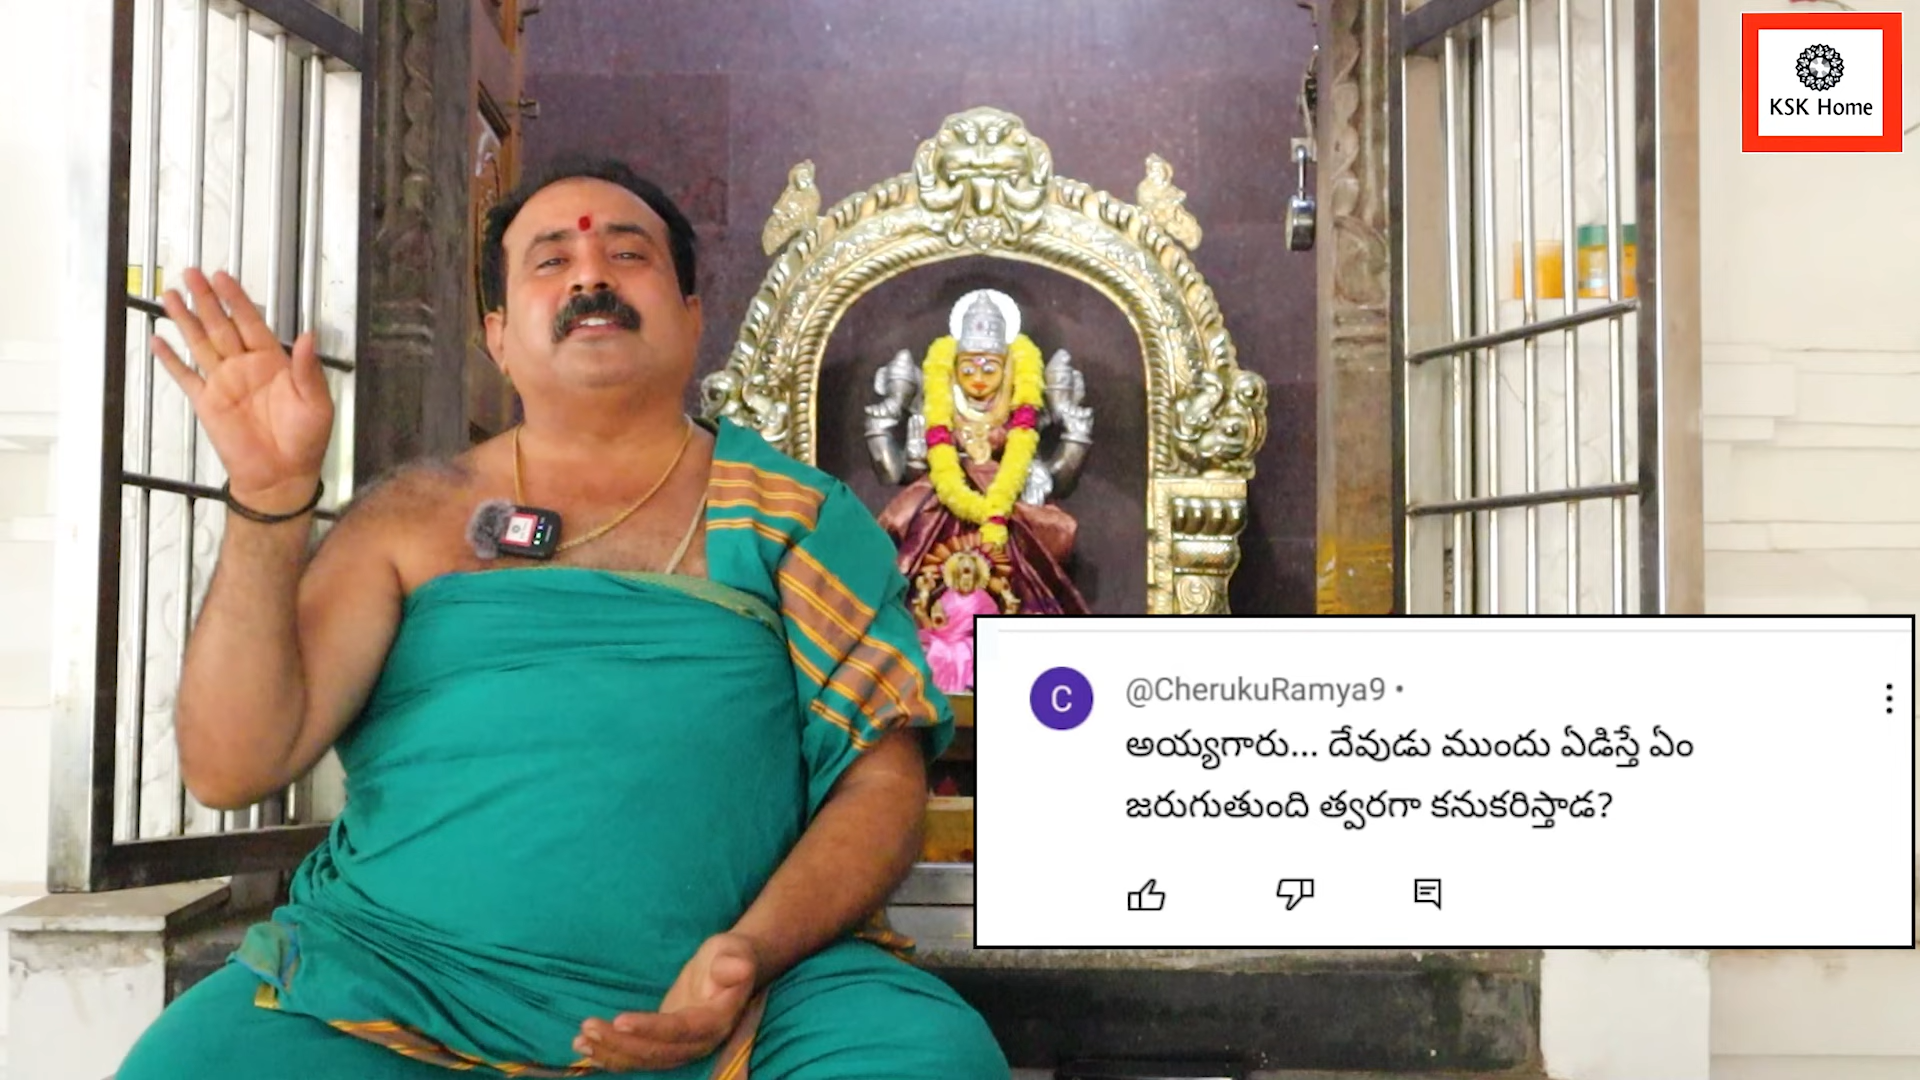 KSK Home
@CherukuRamya9 •
అయ్యగారు... దేవుడు ముందు ఏడిస్తే ఏం
జరుగుతుంది త్వరగా కనుకరిస్తాడ?
C